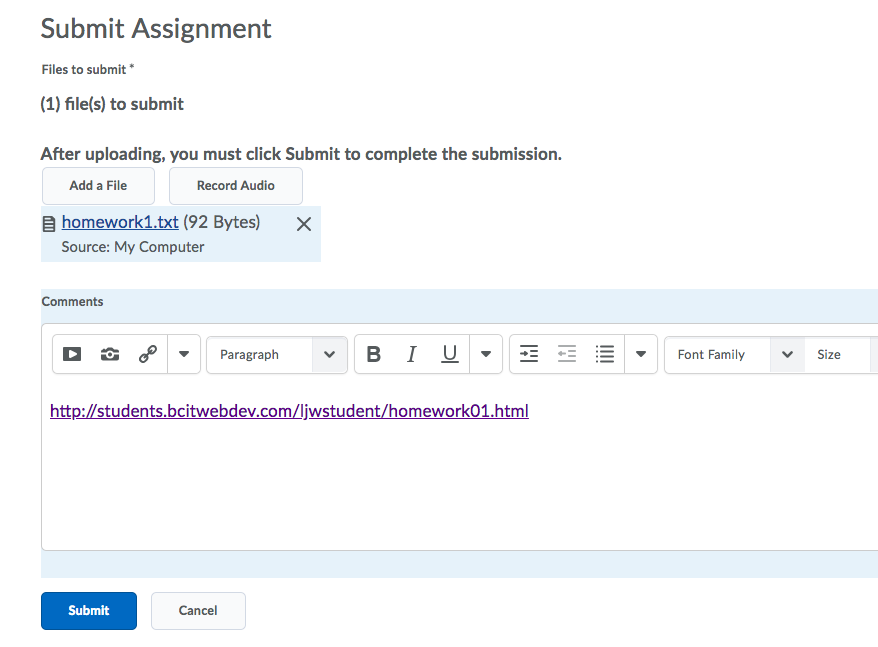 Submit Assignment
Files to submit *
(1) file(s) to submit
After uploading, you must click Submit to complete the submission.
Add a File Record Audio
homework1.txt (92 Bytes)
Source: My Computer
Comments
Paragraph B I U Font Family Size
http://students.bcitwebdev.com/ljwstudent/homework01.html
Submit Cancel